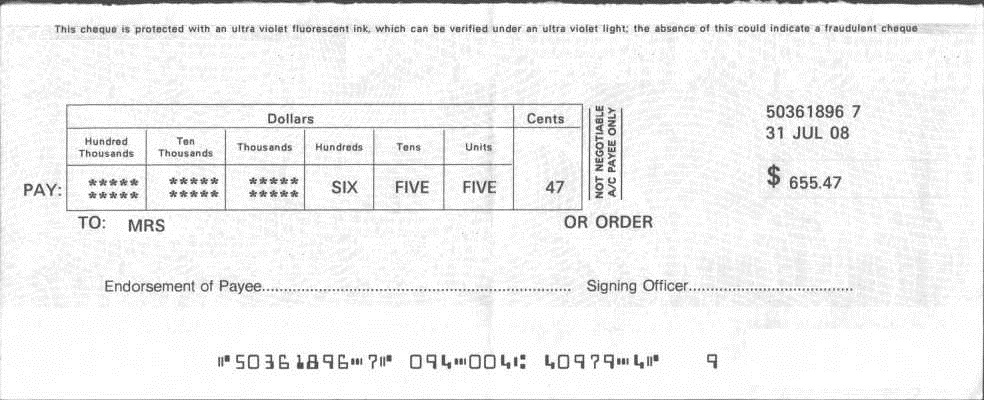 This cheque is protected with an ultra violet fluorescent ink, which can be verified under an ultra violet light; the absence of this could indicate a fraudulent cheque
50361896 7
31 JUL 08
$ 655.47
Dollars Cents
Hundred Thousands Ten Thousands Thousands Hundreds Tens Units
PAY: ***** ***** ***** SIX FIVE FIVE 47
***** ***** *****
NOT NEGOTIABLE
A/C PAYEE ONLY
TO: MRS OR ORDER
Endorsement of Payee............................................................ Signing Officer....................................
⑈50361896⑉7⑈ 094⑉004⑆ 40979⑉4⑈ 9